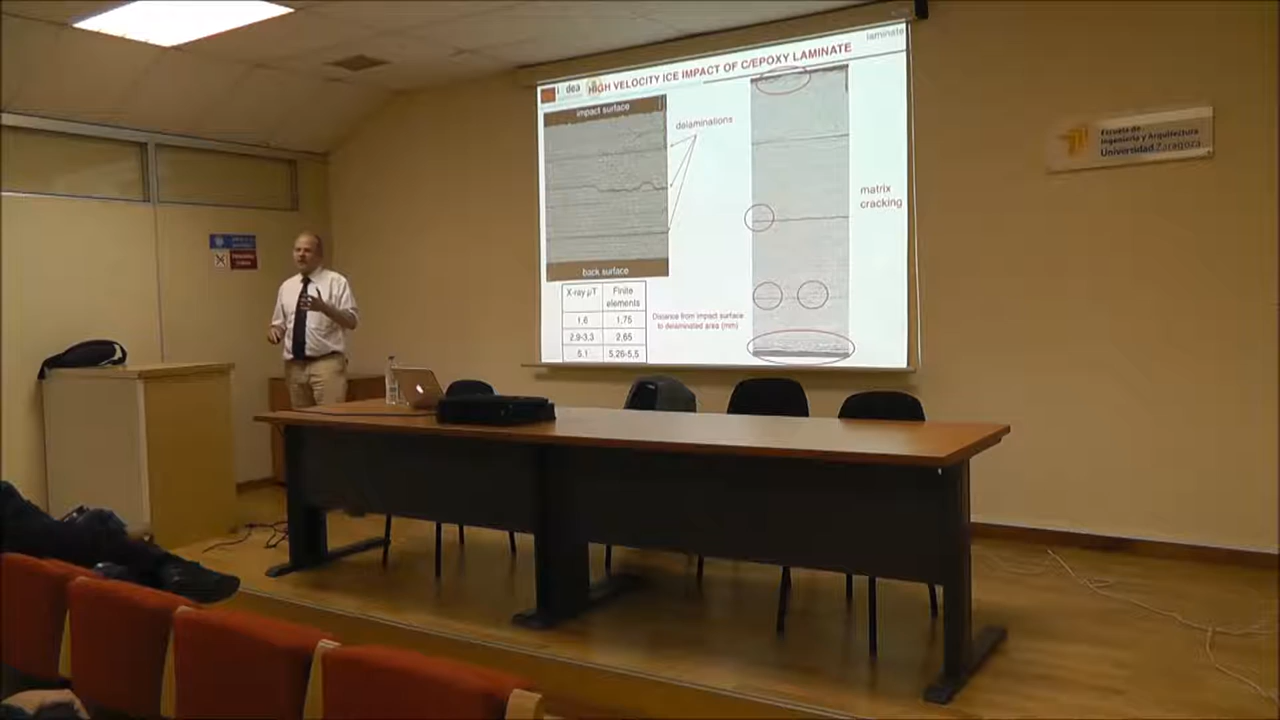 laminate
i dea
HIGH VELOCITY ICE IMPACT OF C/EPOXY LAMINATE
impact surface
delaminations
matrix
cracking
back surface
X-ray μT
Finite
elements
1,6
1,75
2.9-3,3
2,65
5,1
5,26-5,5
Distance from impact surface
to delaminated area (mm)
Escuela de
Ingeniería y Arquitectura
Universidad Zaragoza